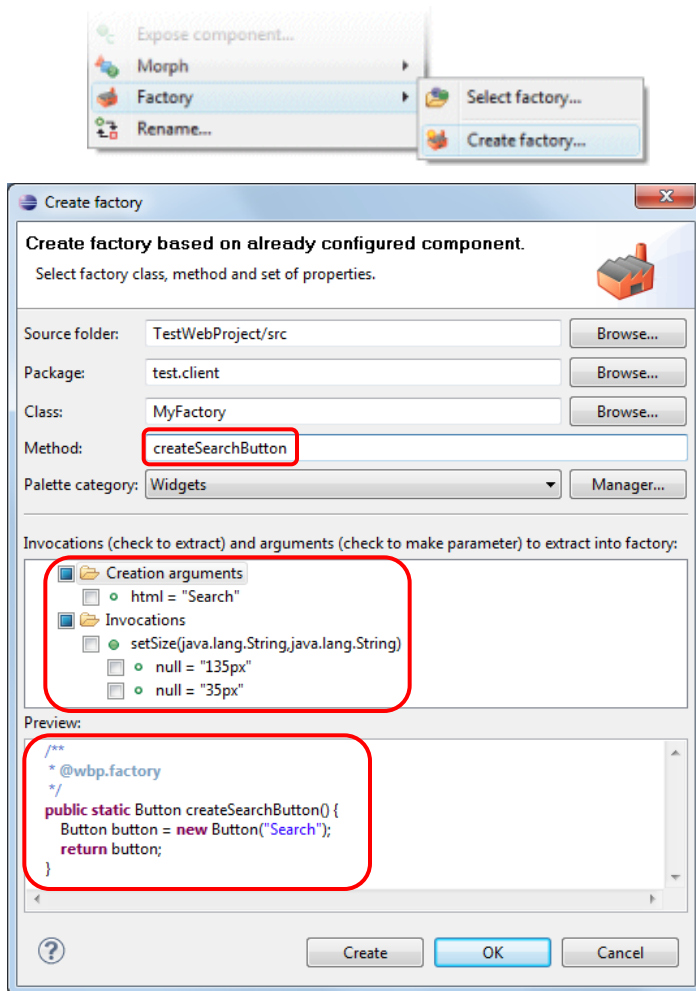 Expose component...
Morph
Factory
Select factory...
Rename...
Create factory...
Create factory
Create factory based on already configured component.
Select factory class, method and set of properties.
Source folder: TestWebProject/src Browse...
Package: test.client Browse...
Class: MyFactory Browse...
Method: createSearchButton
Palette category: Widgets Manager...
Invocations (check to extract) and arguments (check to make parameter) to extract into factory:
Creation arguments
html = "Search"
Invocations
setSize(java.lang.String,java.lang.String)
null = "135px"
null = "35px"
Preview:
/**
* @wbp.factory
*/
public static Button createSearchButton() {
Button button = new Button("Search");
return button;
}
Create OK Cancel